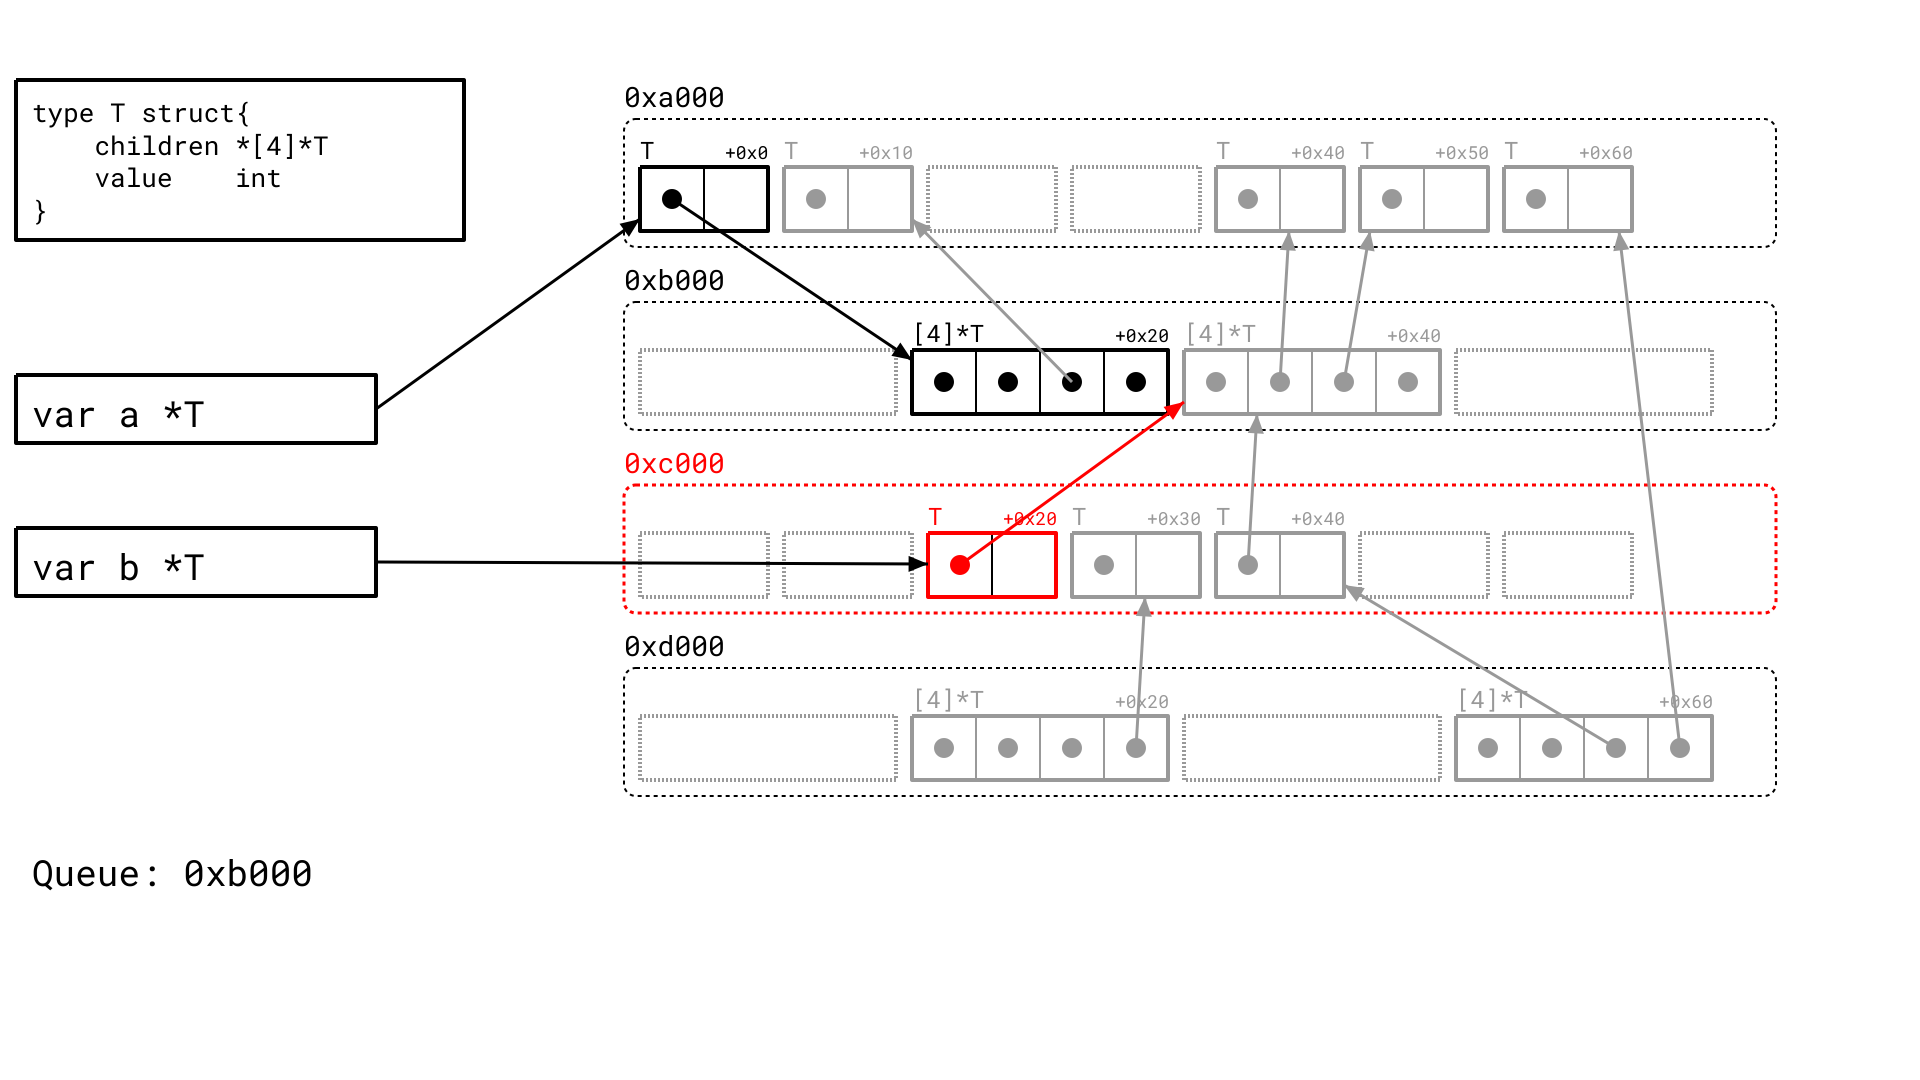 type T struct{
    children *[4]*T
    value    int
}
var a *T
var b *T
0xa000
T +0x0 T +0x10 T +0x40 T +0x50 T +0x60
0xb000
[4]*T +0x20 [4]*T +0x40
0xc000
T +0x20 T +0x30 T +0x40
0xd000
[4]*T +0x20 [4]*T +0x60
Queue: 0xb000